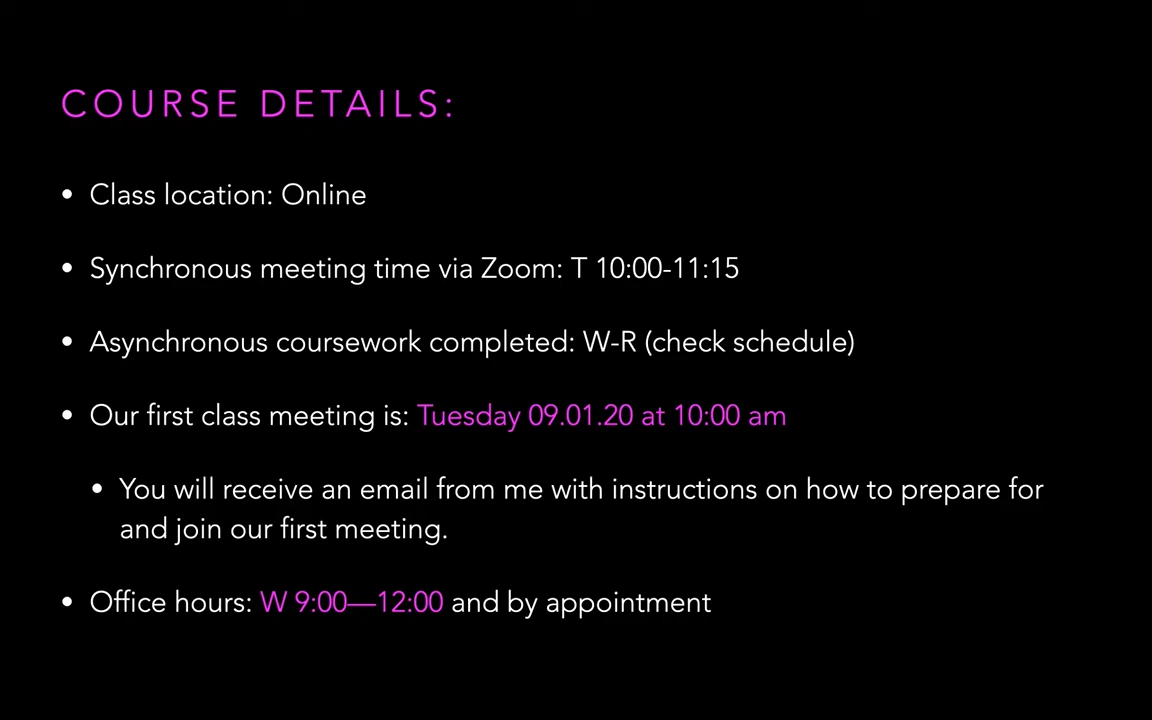 COURSE DETAILS:
• Class location: Online
• Synchronous meeting time via Zoom: T 10:00-11:15
• Asynchronous coursework completed: W-R (check schedule)
• Our first class meeting is: Tuesday 09.01.20 at 10:00 am
• You will receive an email from me with instructions on how to prepare for
and join our first meeting.
• Office hours: W 9:00—12:00 and by appointment